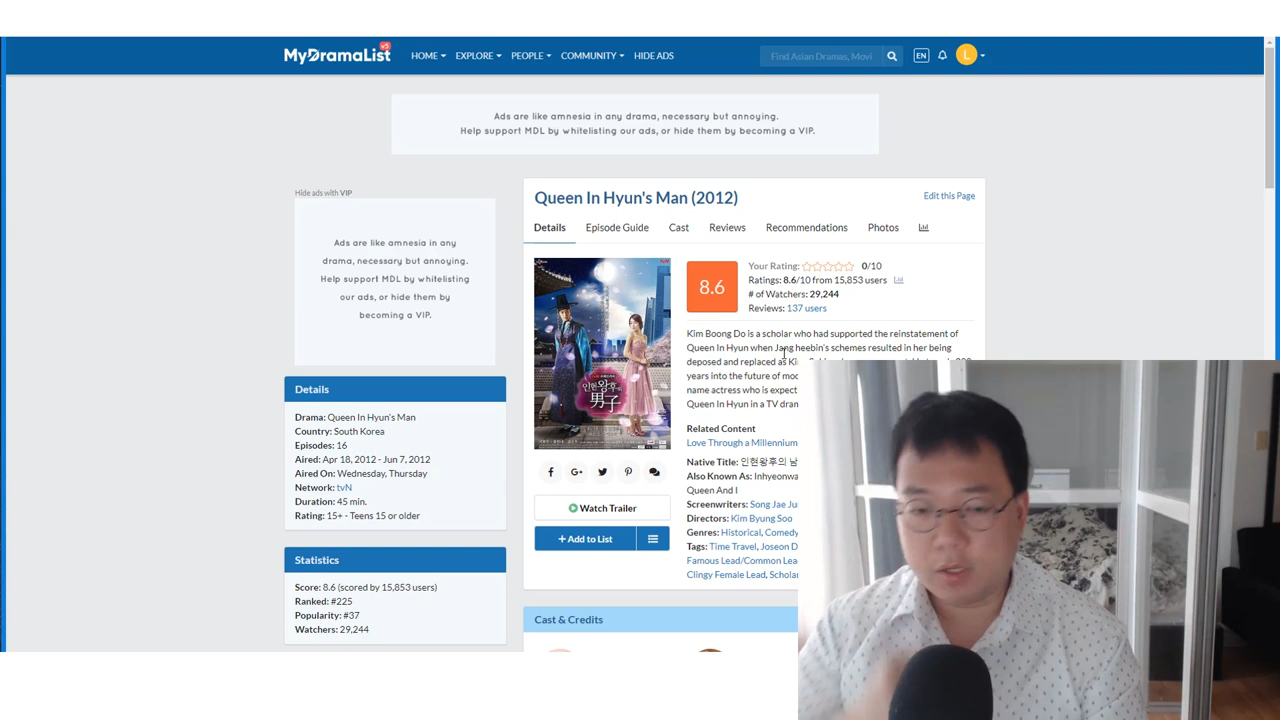 MyDramaList v5
HOME EXPLORE PEOPLE COMMUNITY HIDE ADS
Find Asian Dramas, Movi
EN
L
Ads are like amnesia in any drama, necessary but annoying.
Help support MDL by whitelisting our ads, or hide them by becoming a VIP.
Hide ads with VIP
Ads are like amnesia in any
drama, necessary but annoying.
Help support MDL by whitelisting
our ads, or hide them by
becoming a VIP.
Details
Drama: Queen In Hyun's Man
Country: South Korea
Episodes: 16
Aired: Apr 18, 2012 - Jun 7, 2012
Aired On: Wednesday, Thursday
Network: tvN
Duration: 45 min.
Rating: 15+ - Teens 15 or older
Statistics
Score: 8.6 (scored by 15,853 users)
Ranked: #225
Popularity: #37
Watchers: 29,244
Queen In Hyun's Man (2012)
Edit this Page
Details Episode Guide Cast Reviews Recommendations Photos
인현왕후의
男子
8.6
Your Rating: 0/10
Ratings: 8.6/10 from 15,853 users
# of Watchers: 29,244
Reviews: 137 users
Kim Boong Do is a scholar who had supported the reinstatement of
Queen In Hyun when Jang heebin's schemes resulted in her being
deposed and replaced as
years into the future of mod
name actress who is expect
Queen In Hyun in a TV dram
Related Content
Love Through a Millennium
Native Title: 인현왕후의 남
Also Known As: Inhyeonwa
Queen And I
Screenwriters: Song Jae Ju
Directors: Kim Byung Soo
Genres: Historical, Comedy
Tags: Time Travel, Joseon D
Famous Lead/Common Lea
Clingy Female Lead, Schola
Watch Trailer
+ Add to List
Cast & Credits